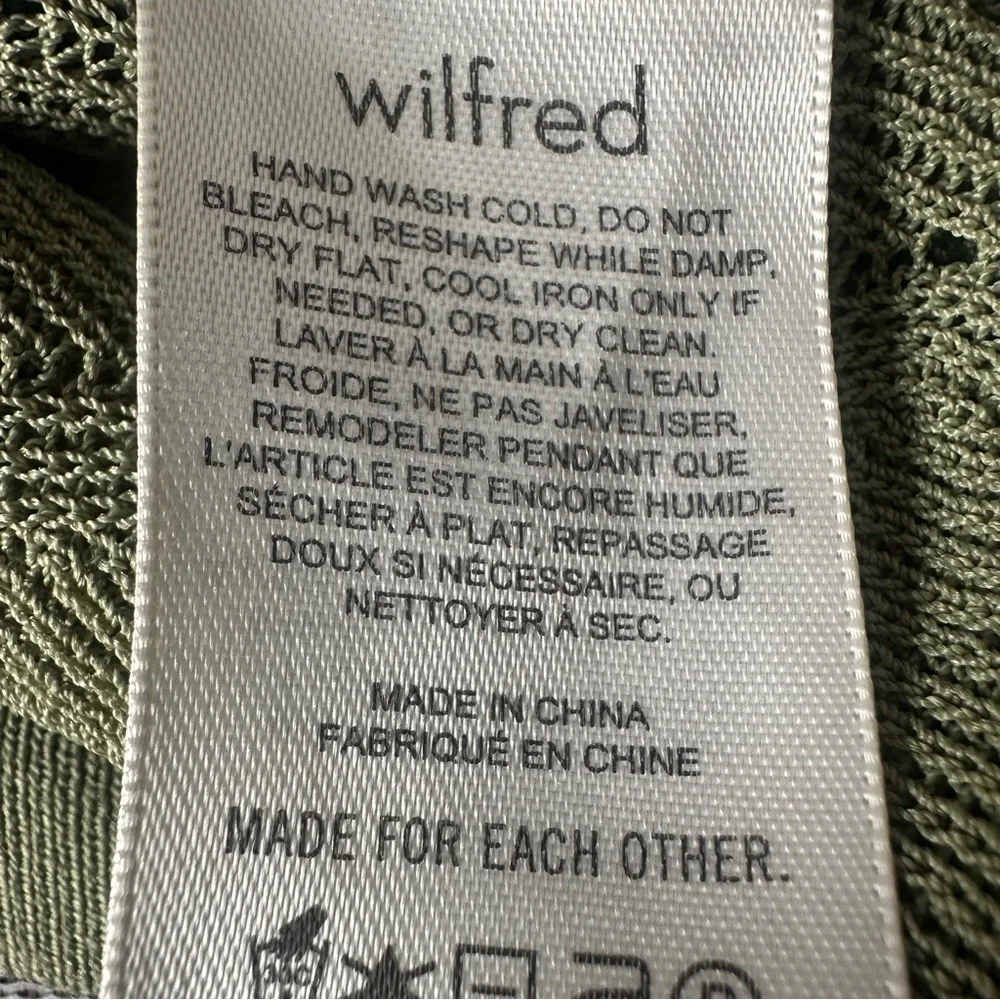 wilfred
HAND WASH COLD, DO NOT
BLEACH, RESHAPE WHILE DAMP,
DRY FLAT, COOL IRON ONLY IF
NEEDED, OR DRY CLEAN.
LAVER À LA MAIN À L'EAU
FROIDE, NE PAS JAVELISER,
REMODELER PENDANT QUE
L'ARTICLE EST ENCORE HUMIDE,
SÉCHER À PLAT, REPASSAGE
DOUX SI NÉCESSAIRE, OU
NETTOYER À SEC.
MADE IN CHINA
FABRIQUÉ EN CHINE
MADE FOR EACH OTHER.